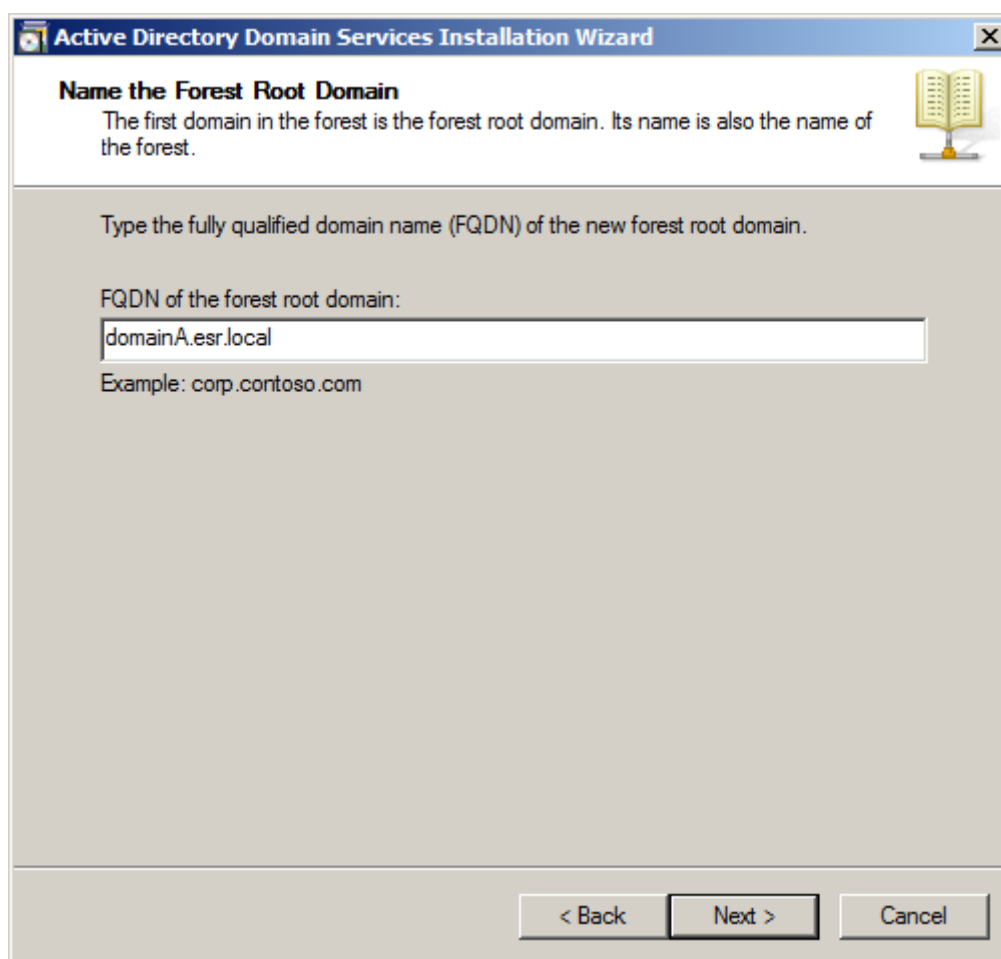 Active Directory Domain Services Installation Wizard
Name the Forest Root Domain
The first domain in the forest is the forest root domain. Its name is also the name of
the forest.
Type the fully qualified domain name (FQDN) of the new forest root domain.
FQDN of the forest root domain:
domainA.esr.local
Example: corp.contoso.com
< Back
Next >
Cancel